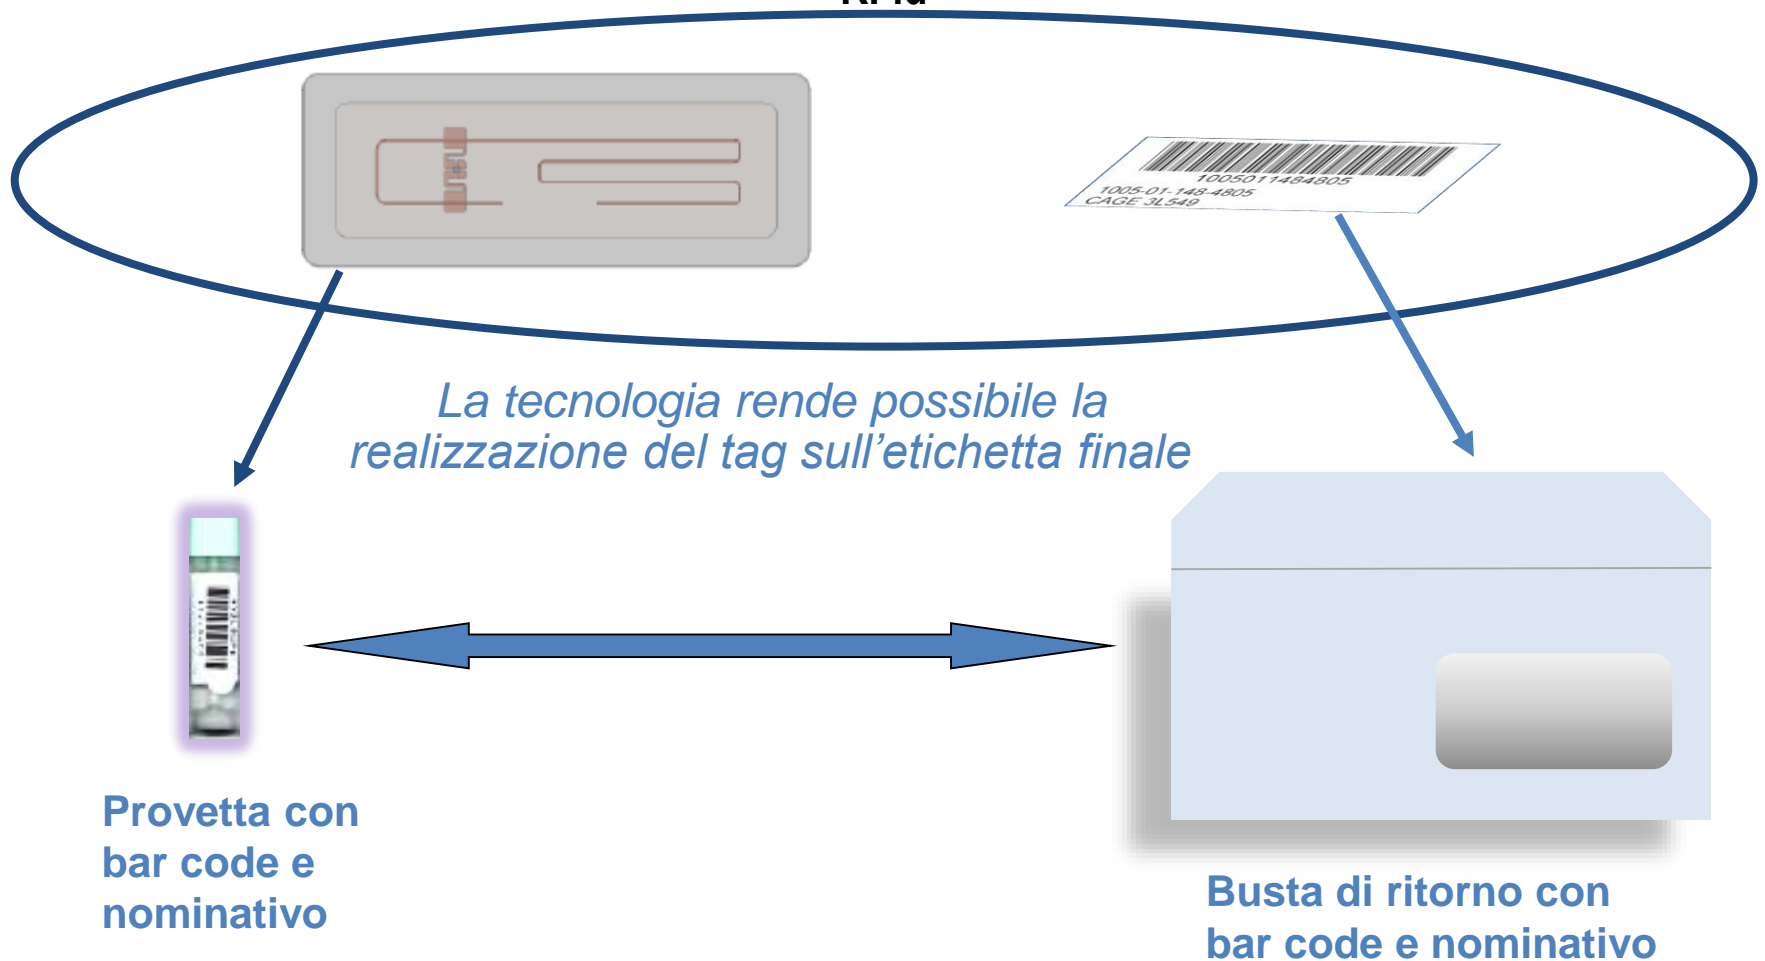 1005011484805
1005-01-148-4805
CAGE 3L549
La tecnologia rende possibile la
realizzazione del tag sull’etichetta finale
Provetta con
bar code e
nominativo
Busta di ritorno con
bar code e nominativo